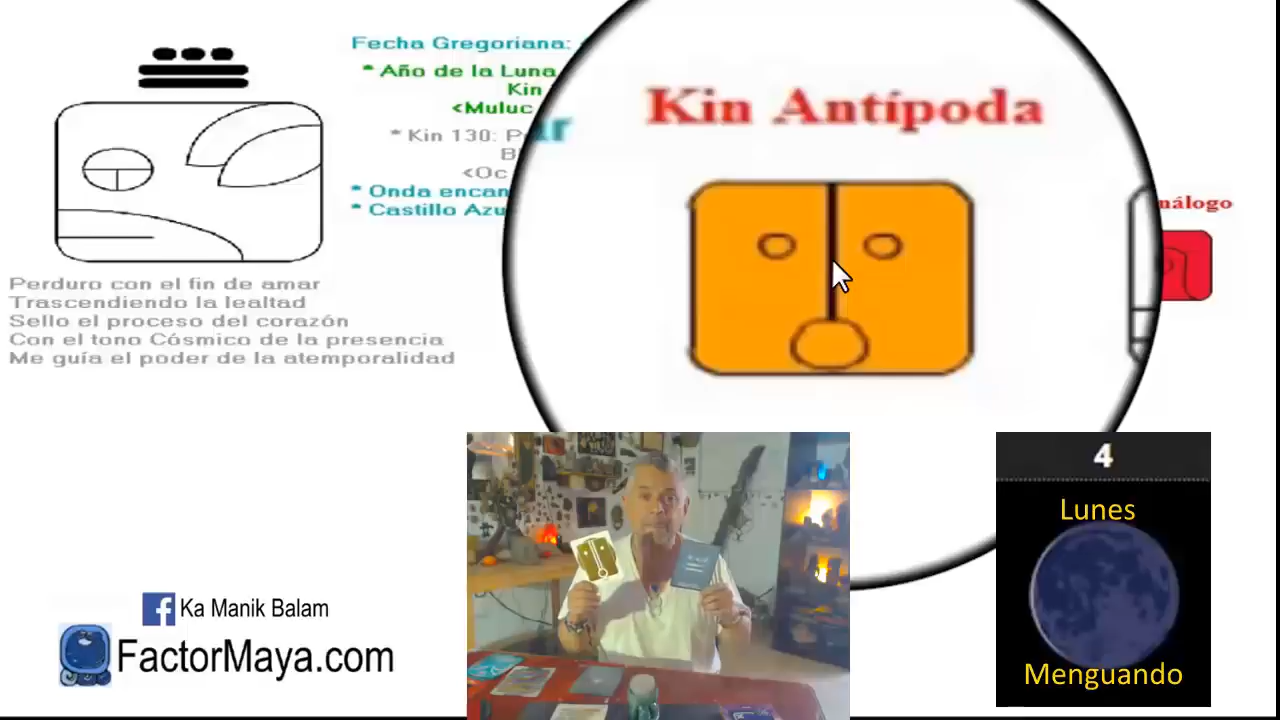 Fecha Gregoriana:
* Año de la Luna
Kin
<Muluc
* Kin 130:
<Oc
* Onda encan
* Castillo Azu
Kin Antípoda
nálogo
Perduro con el fin de amar
Trascendiendo la lealtad
Sello el proceso del corazón
Con el tono Cósmico de la presencia
Me guía el poder de la atemporalidad
4
Lunes
Menguando
Ka Manik Balam
FactorMaya.com